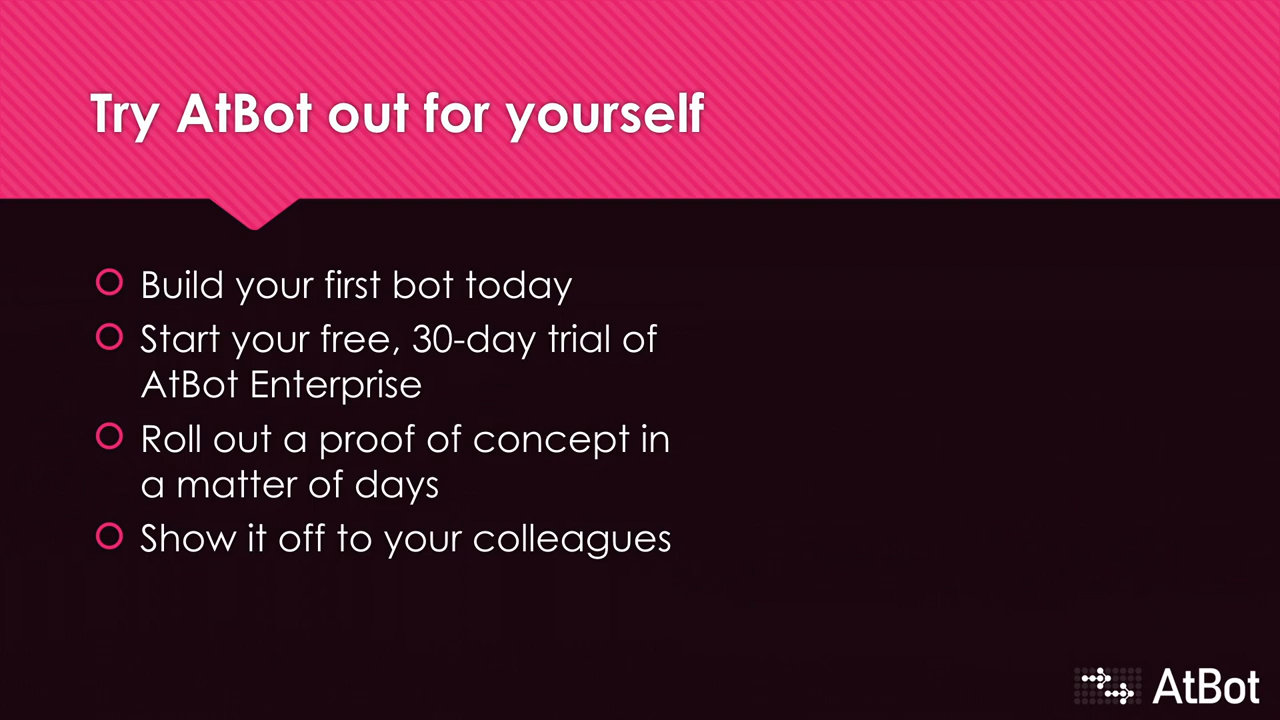 Try AtBot out for yourself
Build your first bot today
Start your free, 30-day trial of
AtBot Enterprise
Roll out a proof of concept in
a matter of days
Show it off to your colleagues
AtBot